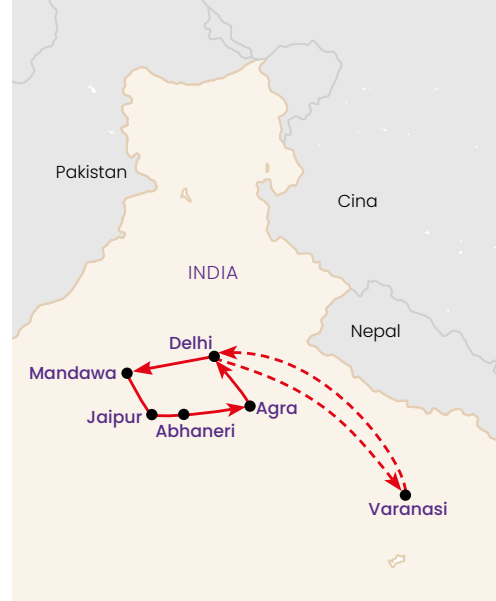 Pakistan
Cina
INDIA
Nepal
Delhi
Mandawa
Jaipur
Agra
Abhaneri
Varanasi